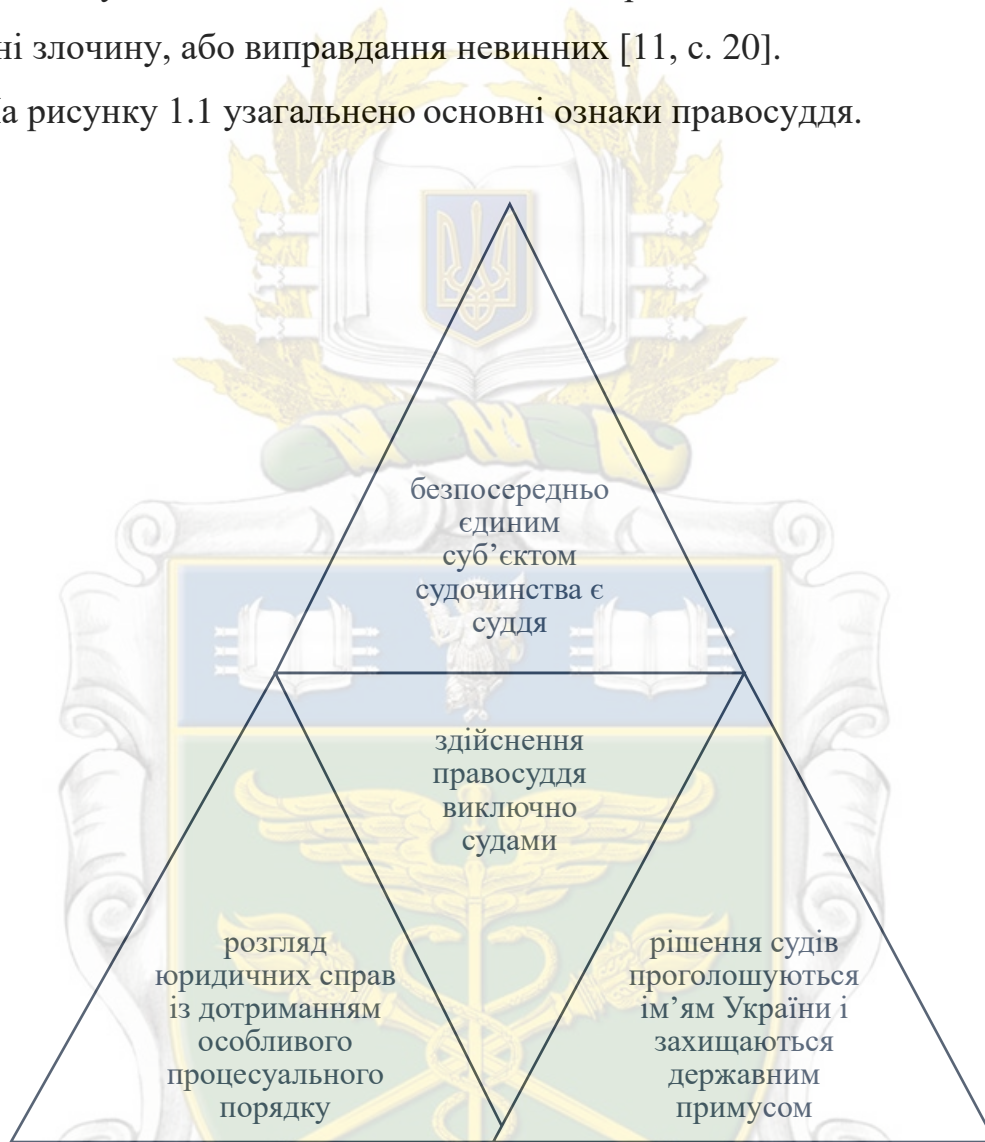 ні злочину, або виправдання невинних [11, с. 20].
а рисунку 1.1 узагальнено основні ознаки правосуддя.
безпосередньо
єдиним
суб’єктом
судочинства є
суддя
здійснення
правосуддя
виключно
судами
розгляд
юридичних справ
із дотриманням
особливого
процесуального
порядку
рішення судів
проголошуються
ім’ям України і
захищаються
державним
примусом